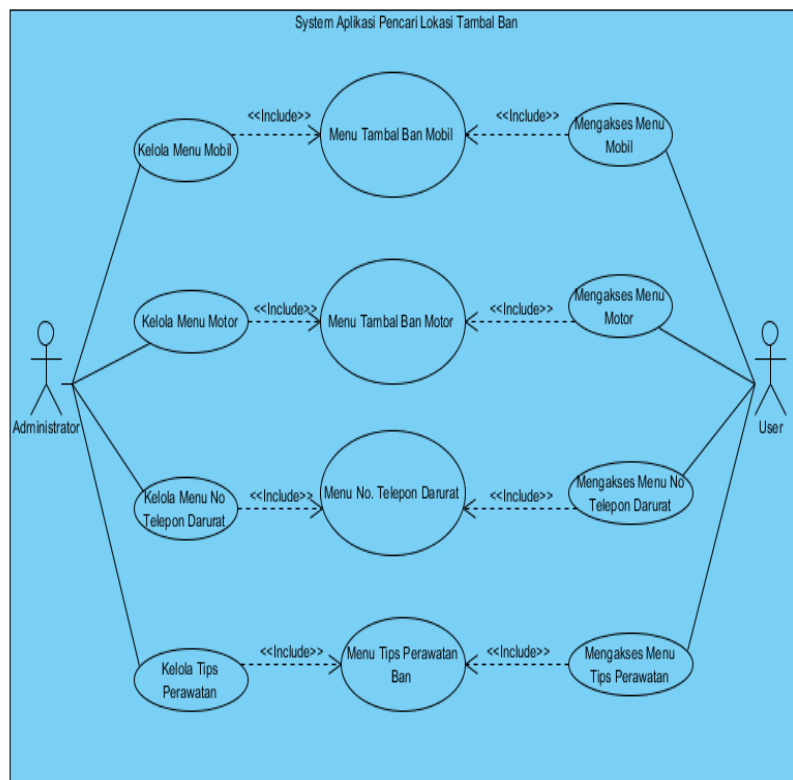 System Aplikasi Pencari Lokasi Tambal Ban
<<Include>>
<<Include>>
Kelola Menu Mobil
Menu Tambal Ban Mobil
Mengakses Menu
Mobil
<<Include>>
<<Include>>
Kelola Menu Motor
Menu Tambal Ban Motor
Mengakses Menu
Motor
Administrator
User
<<Include>>
<<Include>>
Kelola Menu No
Telepon Darurat
Menu No. Telepon Darurat
Mengakses Menu No
Telepon Darurat
<<Include>>
<<Include>>
Kelola Tips
Perawatan
Menu Tips Perawatan
Ban
Mengakses Menu
Tips Perawatan